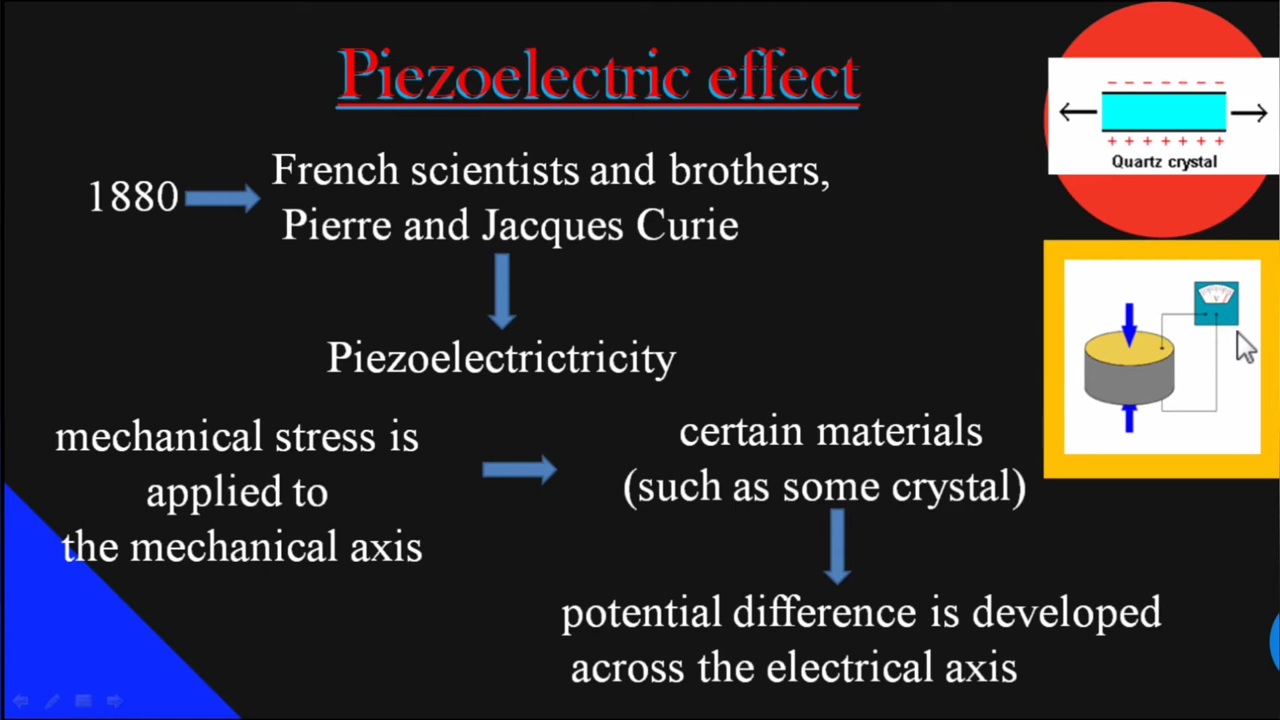 Piezoelectric effect
1880
French scientists and brothers,
Pierre and Jacques Curie
Piezoelectrictricity
mechanical stress is
applied to
the mechanical axis
certain materials
(such as some crystal)
potential difference is developed
across the electrical axis
- - - - - - -
+ + + + + + +
Quartz crystal
V